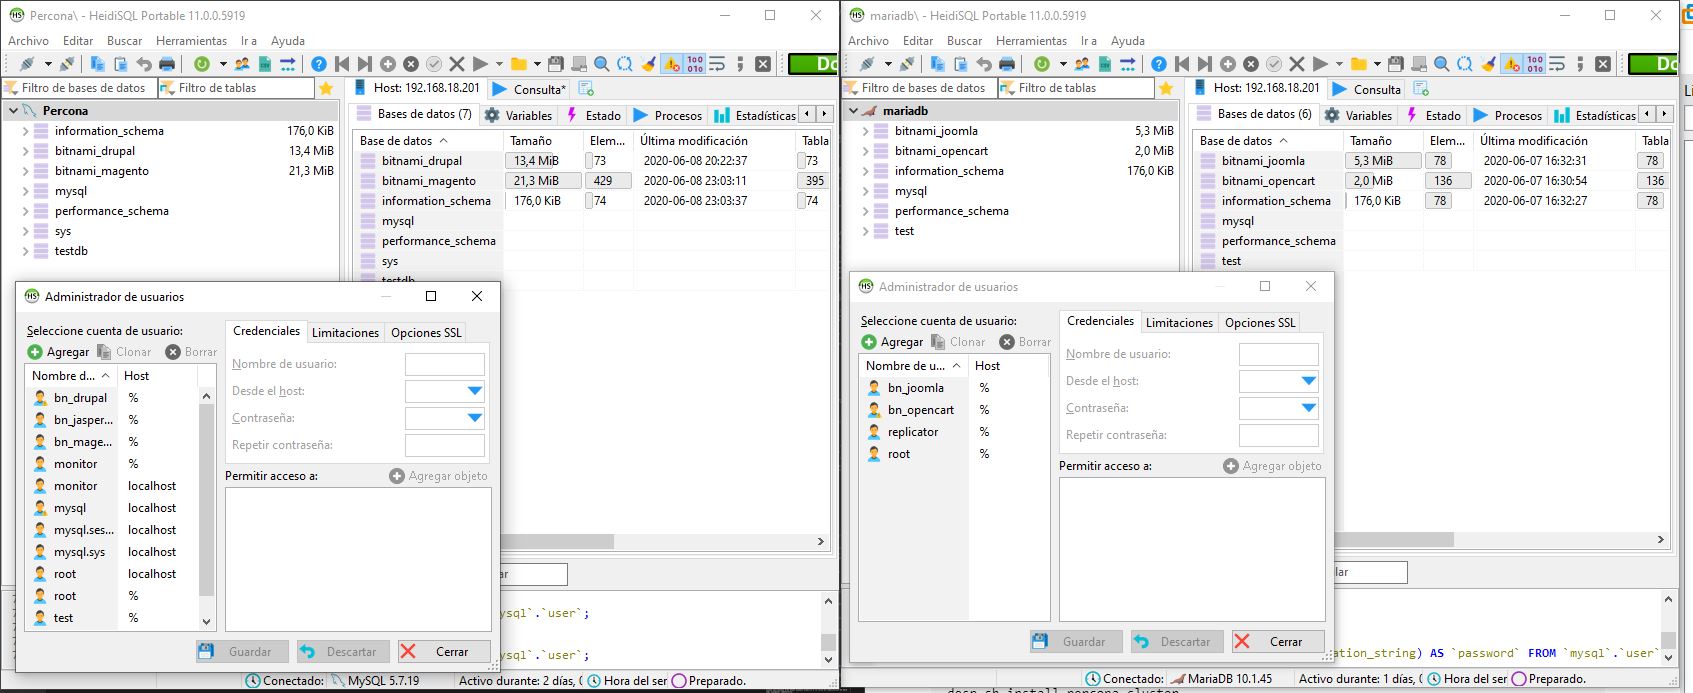 Percona\ - HeidiSQL Portable 11.0.0.5919
Archivo Editar Buscar Herramientas Ir a Ayuda
Filtro de bases de datos Filtro de tablas Host: 192.168.18.201 Consulta*
Percona
information_schema 176,0 KiB
bitnami_drupal 13,4 MiB
bitnami_magento 21,3 MiB
mysql
performance_schema
sys
testdb
Bases de datos (7) Variables Estado Procesos Estadísticas
Base de datos Tamaño Elem... Última modificación Tabla
bitnami_drupal 13,4 MiB 73 2020-06-08 20:22:37 73
bitnami_magento 21,3 MiB 429 2020-06-08 23:03:11 395
information_schema 176,0 KiB 74 2020-06-08 23:03:37 74
mysql
performance_schema
sys
testdb
Administrador de usuarios
Seleccione cuenta de usuario:
Agregar Clonar Borrar
Nombre d... Host
bn_drupal %
bn_jasper... %
bn_mage... %
monitor %
monitor localhost
mysql localhost
mysql.ses... localhost
mysql.sys localhost
root localhost
root %
test %
Credenciales Limitaciones Opciones SSL
Nombre de usuario:
Desde el host:
Contraseña:
Repetir contraseña:
Permitir acceso a: Agregar objeto
Guardar Descartar Cerrar
ysql`.`user`;
ysql`.`user`;
Conectado: MySQL 5.7.19 Activo durante: 2 días, Hora del ser Preparado.
mariadb\ - HeidiSQL Portable 11.0.0.5919
Archivo Editar Buscar Herramientas Ir a Ayuda
Filtro de bases de datos Filtro de tablas Host: 192.168.18.201 Consulta
mariadb
bitnami_joomla 5,3 MiB
bitnami_opencart 2,0 MiB
information_schema 176,0 KiB
mysql
performance_schema
test
Bases de datos (6) Variables Estado Procesos Estadísticas
Base de datos Tamaño Elem... Última modificación Tabla
bitnami_joomla 5,3 MiB 78 2020-06-07 16:32:31 78
bitnami_opencart 2,0 MiB 136 2020-06-07 16:30:54 136
information_schema 176,0 KiB 78 2020-06-07 16:32:27 78
mysql
performance_schema
test
Administrador de usuarios
Seleccione cuenta de usuario:
Agregar Clonar Borrar
Nombre de u... Host
bn_joomla %
bn_opencart %
replicator %
root %
Credenciales Limitaciones Opciones SSL
Nombre de usuario:
Desde el host:
Contraseña:
Repetir contraseña:
Permitir acceso a: Agregar objeto
Guardar Descartar Cerrar
ation_string) AS `password` FROM `mysql`.`user`
Conectado: MariaDB 10.1.45 Activo durante: 1 días, Hora del ser Preparado.